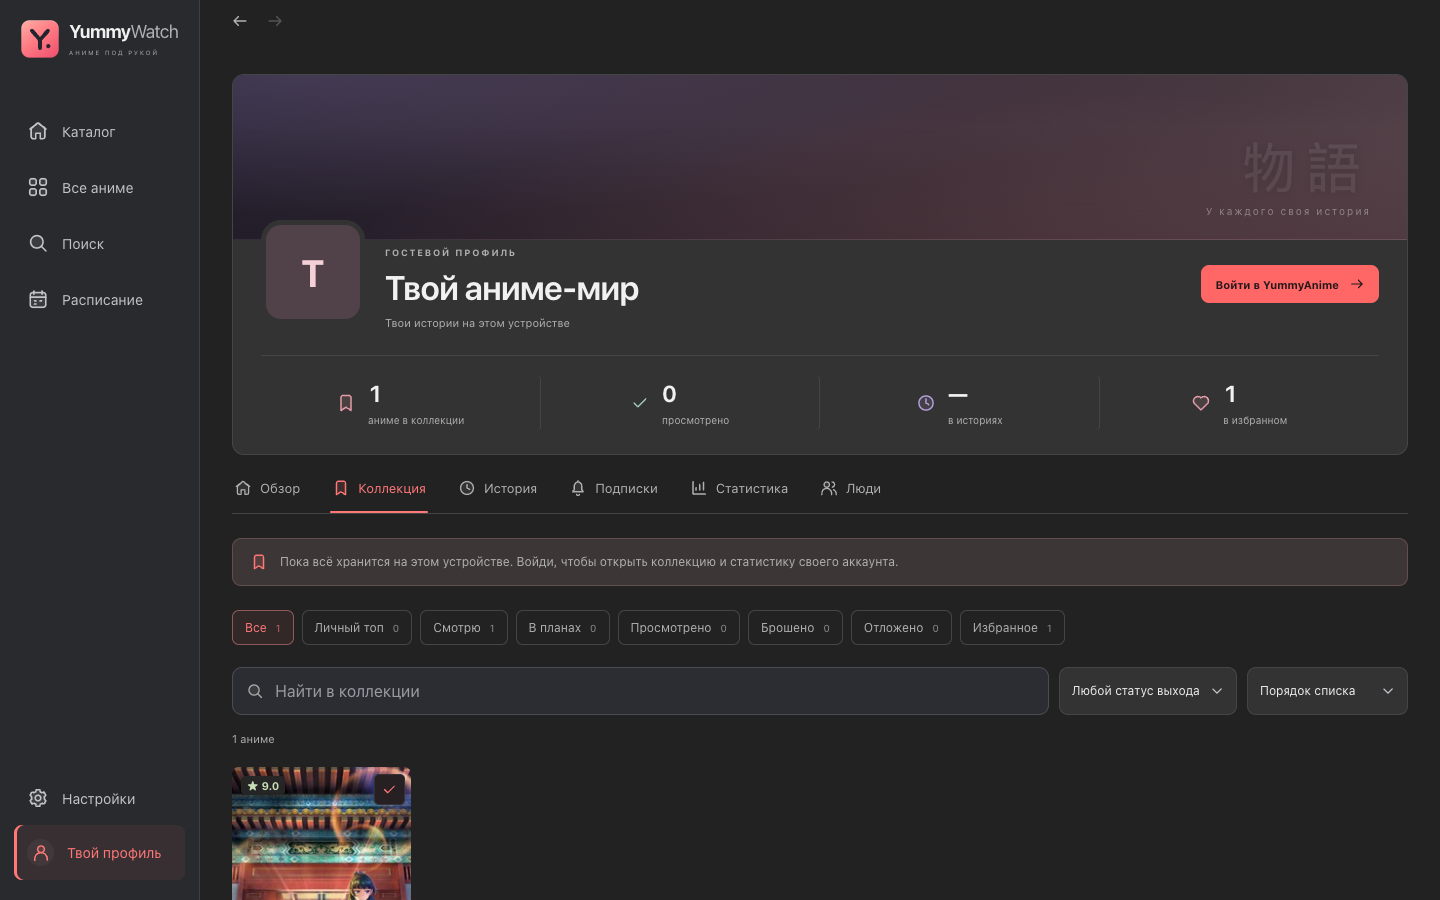 YummyWatch
АНИМЕ ПОД РУКОЙ
Каталог
Все аниме
Поиск
Расписание
Настройки
Твой профиль
物語
У каждого своя история
Т
ГОСТЕВОЙ ПРОФИЛЬ
Твой аниме-мир
Твои истории на этом устройстве
Войти в YummyAnime
1
аниме в коллекции
0
просмотрено
—
в историях
1
в избранном
Обзор
Коллекция
История
Подписки
Статистика
Люди
Пока всё хранится на этом устройстве. Войди, чтобы открыть коллекцию и статистику своего аккаунта.
Все 1
Личный топ 0
Смотрю 1
В планах 0
Просмотрено 0
Брошено 0
Отложено 0
Избранное 1
Найти в коллекции
Любой статус выхода
Порядок списка
1 аниме
9.0